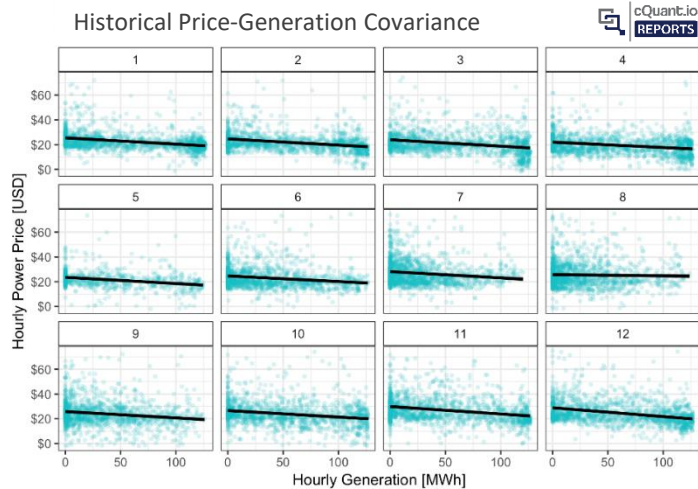 Historical Price-Generation Covariance
cQuant.io
REPORTS
1 2 3 4
$60
$40
$20
$0
5 6 7 8
$60
$40
$20
$0
9 10 11 12
$60
$40
$20
$0
0 50 100 0 50 100 0 50 100 0 50 100
Hourly Power Price [USD]
Hourly Generation [MWh]